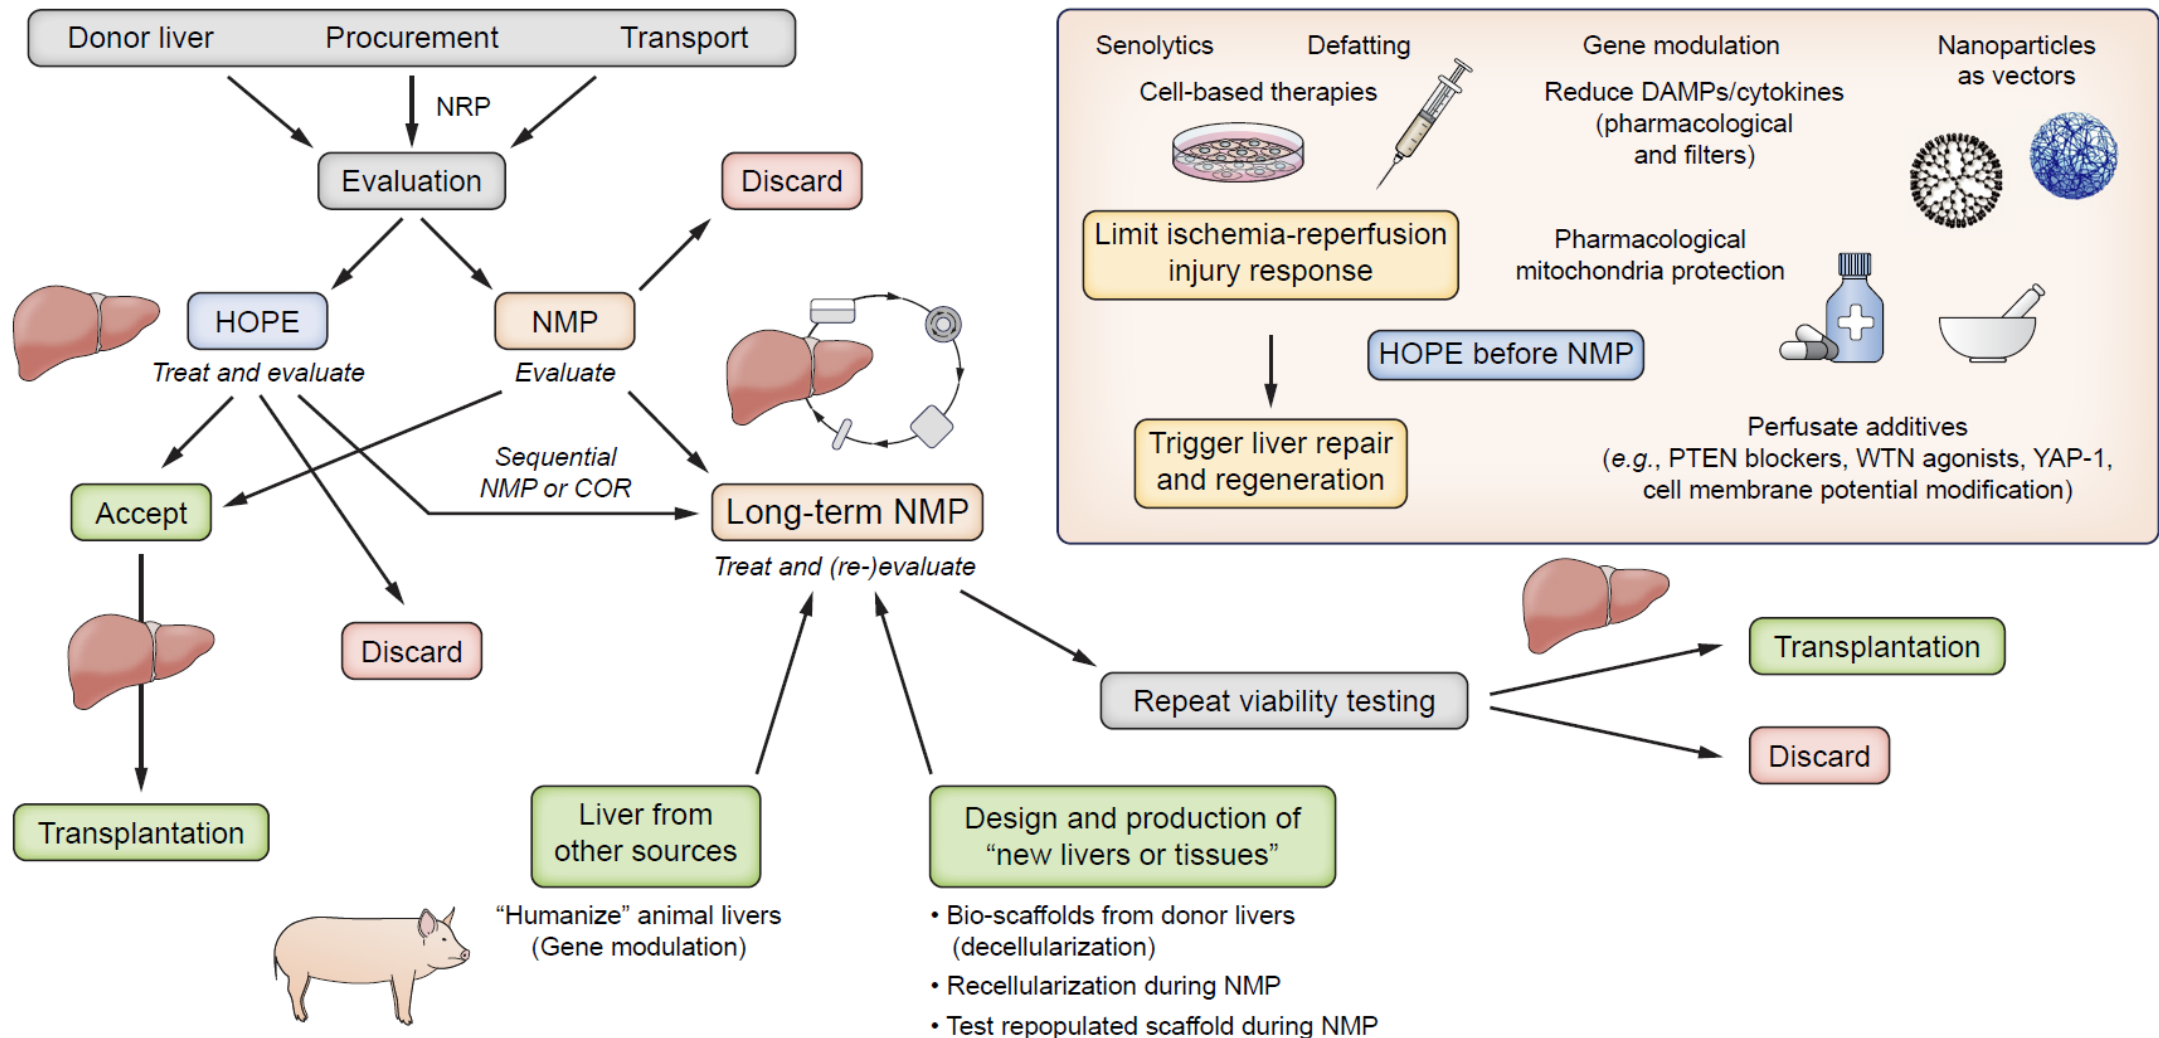 Donor liver Procurement Transport
NRP
Evaluation
Discard
HOPE
NMP
Treat and evaluate
Evaluate
Sequential
NMP or COR
Accept
Long-term NMP
Treat and (re-)evaluate
Discard
Transplantation
Liver from
other sources
"Humanize" animal livers
(Gene modulation)
Design and production of
“new livers or tissues”
• Bio-scaffolds from donor livers
(decellularization)
• Recellularization during NMP
• Test repopulated scaffold during NMP
Repeat viability testing
Transplantation
Discard
Senolytics
Defatting
Gene modulation
Nanoparticles
as vectors
Cell-based therapies
Reduce DAMPs/cytokines
(pharmacological
and filters)
Limit ischemia-reperfusion
injury response
Pharmacological
mitochondria protection
HOPE before NMP
Trigger liver repair
and regeneration
Perfusate additives
(e.g., PTEN blockers, WTN agonists, YAP-1,
cell membrane potential modification)